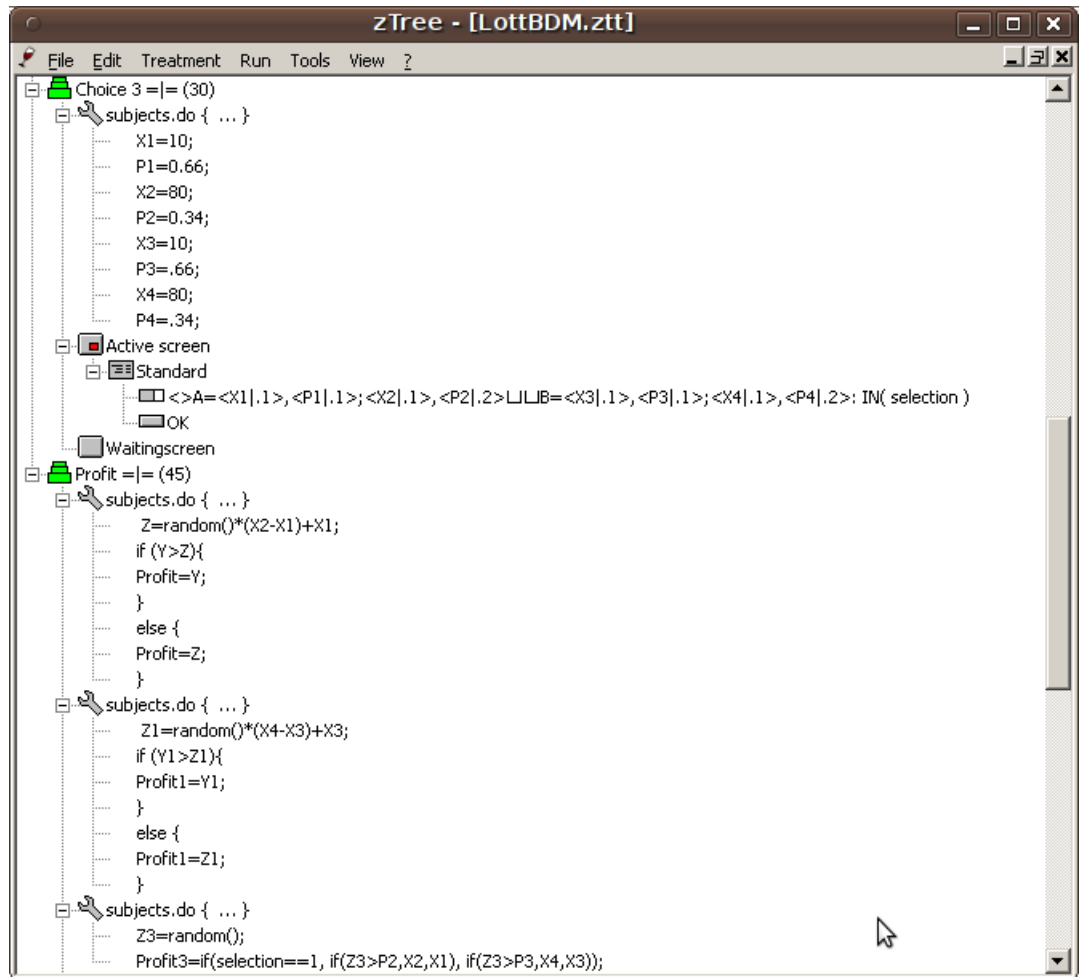 zTree - [LottBDM.ztt]
File Edit Treatment Run Tools View ?
Choice 3 =|= (30)
subjects.do { ... }
X1=10;
P1=0.66;
X2=80;
P2=0.34;
X3=10;
P3=.66;
X4=80;
P4=.34;
Active screen
Standard
<>A=<X1|.1>,<P1|.1>;<X2|.1>,<P2|.2>⊔⊔B=<X3|.1>,<P3|.1>;<X4|.1>,<P4|.2>: IN( selection )
OK
Waitingscreen
Profit =|= (45)
subjects.do { ... }
Z=random()*(X2-X1)+X1;
if (Y>Z){
Profit=Y;
}
else {
Profit=Z;
}
subjects.do { ... }
Z1=random()*(X4-X3)+X3;
if (Y1>Z1){
Profit1=Y1;
}
else {
Profit1=Z1;
}
subjects.do { ... }
Z3=random();
Profit3=if(selection==1, if(Z3>P2,X2,X1), if(Z3>P3,X4,X3));